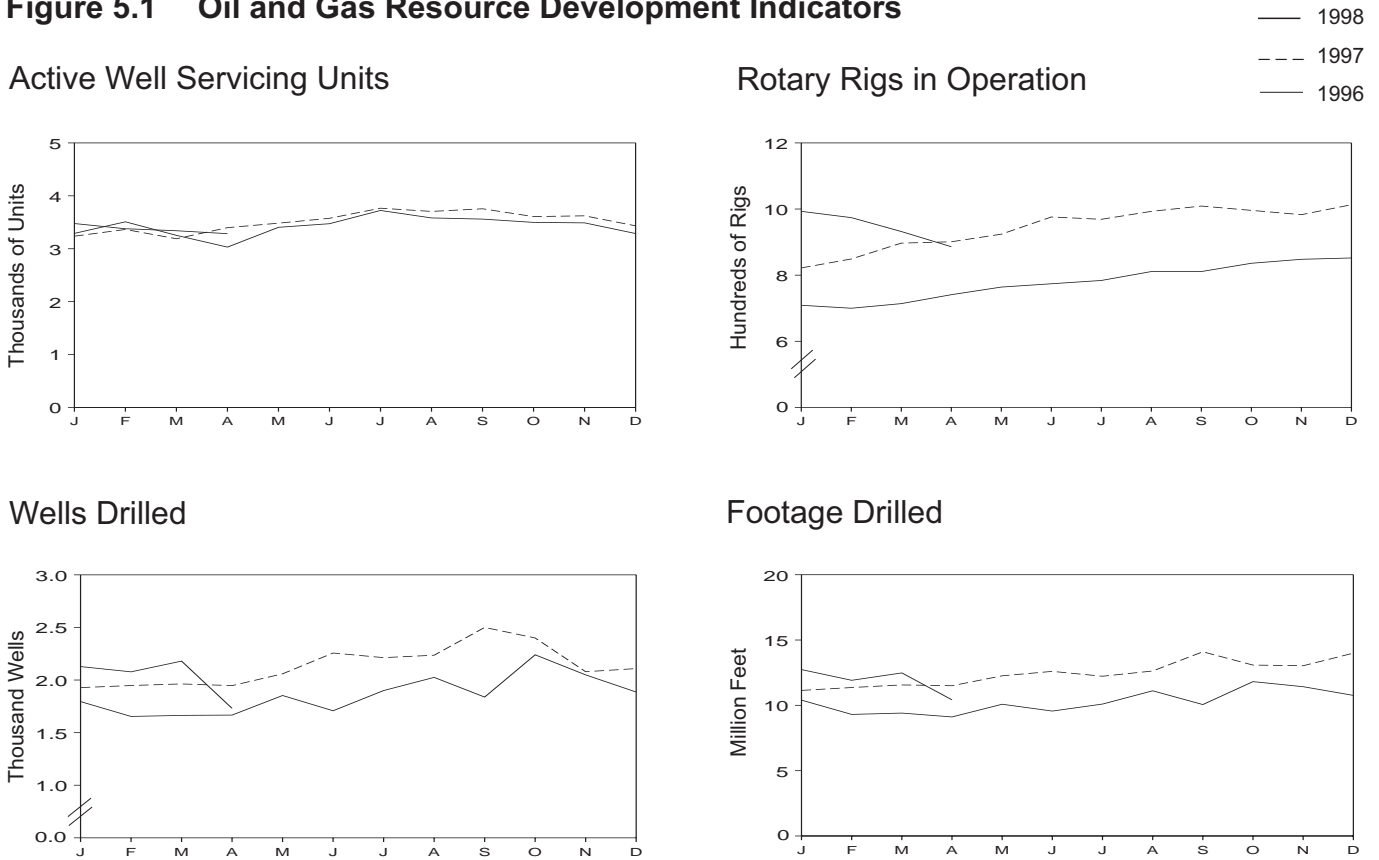 Figure 5.1 Oil and Gas Resource Development Indicators
1998
1997
1996
Active Well Servicing Units
Thousands of Units
5
4
3
2
1
0
J F M A M J J A S O N D
Rotary Rigs in Operation
Hundreds of Rigs
12
10
8
6
0
J F M A M J J A S O N D
Wells Drilled
Thousand Wells
3.0
2.5
2.0
1.5
1.0
0.0
J F M A M J J A S O N D
Footage Drilled
Million Feet
20
15
10
5
0
J F M A M J J A S O N D